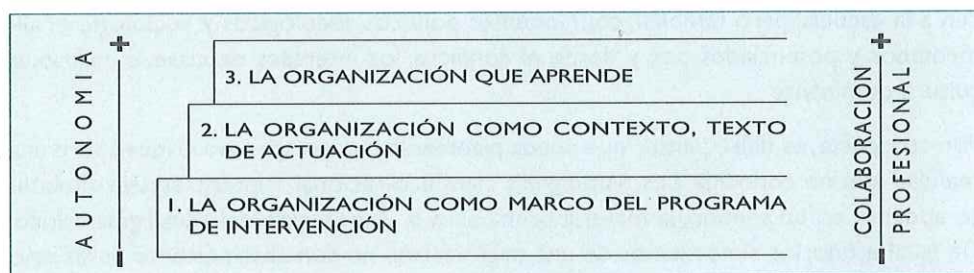 +
+
3. LA ORGANIZACIÓN QUE APRENDE
2. LA ORGANIZACIÓN COMO CONTEXTO, TEXTO
DE ACTUACIÓN
1. LA ORGANIZACIÓN COMO MARCO DEL PROGRAMA
DE INTERVENCIÓN
AUTONOMIA
COLABORACION
PROFESIONAL
–
–